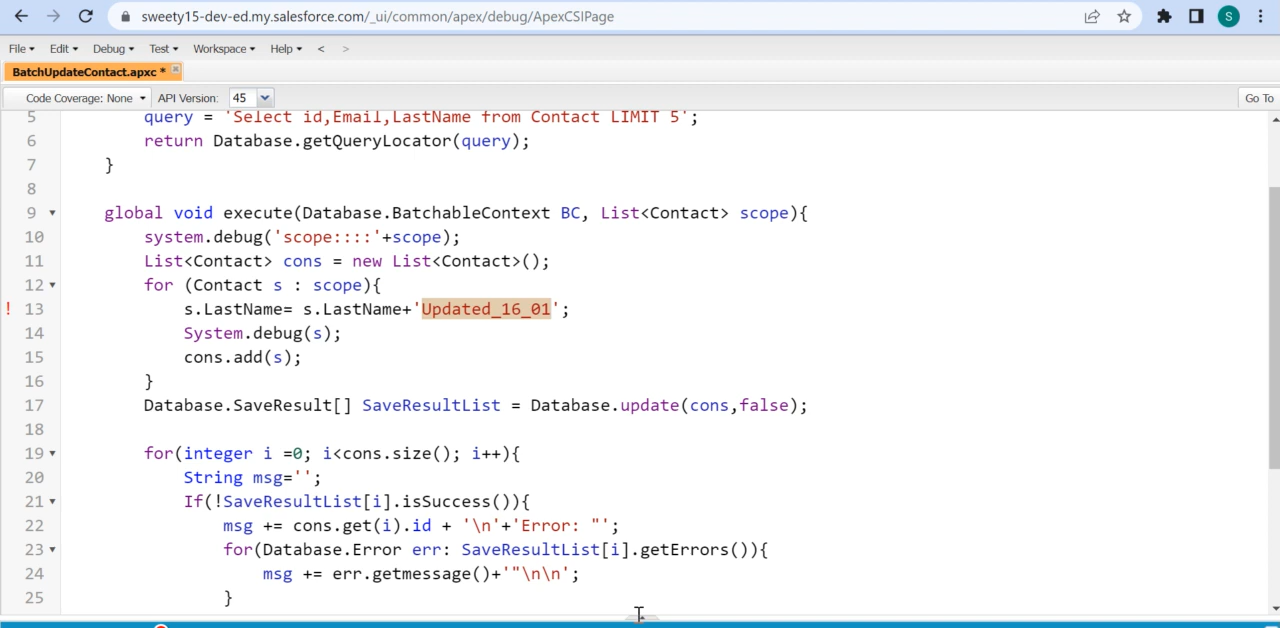 sweety15-dev-ed.my.salesforce.com/_ui/common/apex/debug/ApexCSIPage
S
File Edit Debug Test Workspace Help < >
BatchUpdateContact.apxc *
Code Coverage: None API Version: 45 Go To
5 query = 'Select id,Email,LastName from Contact LIMIT 5';
6 return Database.getQueryLocator(query);
7 }
8
9 global void execute(Database.BatchableContext BC, List<Contact> scope){
10 system.debug('scope::::'+scope);
11 List<Contact> cons = new List<Contact>();
12 for (Contact s : scope){
! 13 s.LastName= s.LastName+'Updated_16_01';
14 System.debug(s);
15 cons.add(s);
16 }
17 Database.SaveResult[] SaveResultList = Database.update(cons,false);
18
19 for(integer i =0; i<cons.size(); i++){
20 String msg='';
21 If(!SaveResultList[i].isSuccess()){
22 msg += cons.get(i).id + '\n'+'Error: "';
23 for(Database.Error err: SaveResultList[i].getErrors()){
24 msg += err.getmessage()+'"\n\n';
25 }